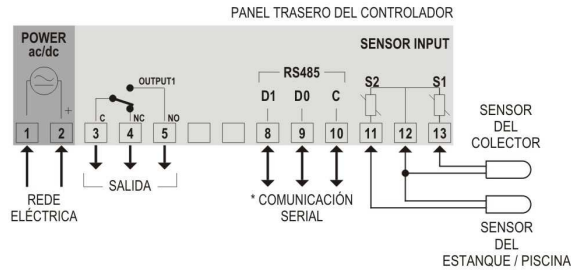 PANEL TRASERO DEL CONTROLADOR
POWER
ac/dc
SENSOR INPUT
RS485
OUTPUT1
D1 D0 C
S2 S1
+
C NC NO
1 2 3 4 5 8 9 10 11 12 13
REDE
ELÉCTRICA
SALIDA
* COMUNICACIÓN
SERIAL
SENSOR
DEL
COLECTOR
SENSOR
DEL
ESTANQUE / PISCINA